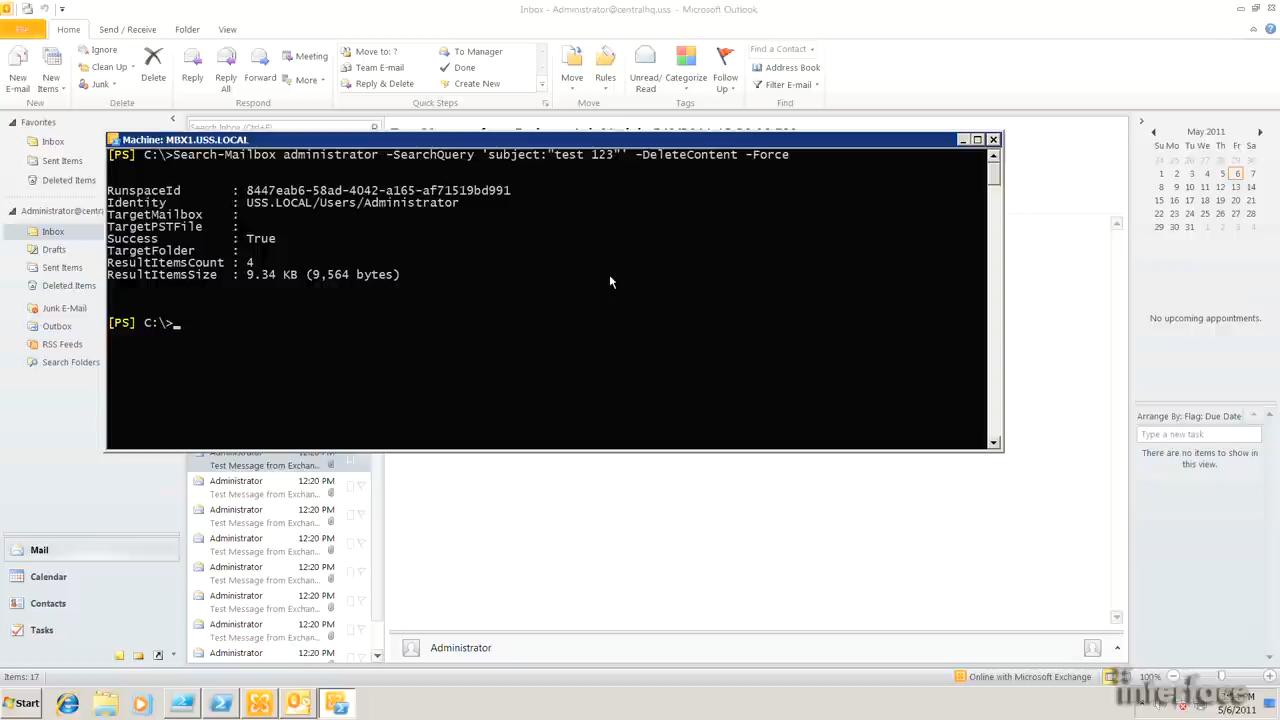 Inbox - Administrator@centralhq.uss - Microsoft Outlook
File Home Send / Receive Folder View
New E-mail
New Items
New
Ignore
Clean Up
Junk
Delete
Delete
Reply
Reply All
Forward
Meeting
More
Respond
Move to: ?
Team E-mail
Reply & Delete
To Manager
Done
Create New
Quick Steps
Move
Rules
Move
Unread/ Read
Categorize
Follow Up
Tags
Find a Contact
Address Book
Filter E-mail
Find
Favorites
Inbox
Sent Items
Deleted Items
Administrator@centra
Inbox
Drafts
Sent Items
Deleted Items
Junk E-Mail
Outbox
RSS Feeds
Search Folders
Mail
Calendar
Contacts
Tasks
Search Inbox (Ctrl+E)
Machine: MBX1.USS.LOCAL
[PS] C:\>Search-Mailbox administrator -SearchQuery 'subject:"test 123"' -DeleteContent -Force
RunspaceId : 8447eab6-58ad-4042-a165-af71519bd991
Identity : USS.LOCAL/Users/Administrator
TargetMailbox :
TargetPSTFile :
Success : True
TargetFolder :
ResultItemsCount : 4
ResultItemsSize : 9.34 KB (9,564 bytes)
[PS] C:\>_
Administrator 12:20 PM
Test Message from Exchan...
Administrator 12:20 PM
Test Message from Exchan...
Administrator 12:20 PM
Test Message from Exchan...
Administrator 12:20 PM
Test Message from Exchan...
Administrator 12:20 PM
Test Message from Exchan...
Administrator 12:20 PM
Test Message from Exchan...
Administrator 12:20 PM
Test Message from Exchan...
Administrator 12:20 PM
Administrator
May 2011
Su Mo Tu We Th Fr Sa
24 25 26 27 28 29 30
1 2 3 4 5 6 7
8 9 10 11 12 13 14
15 16 17 18 19 20 21
22 23 24 25 26 27 28
29 30 31 1 2 3 4
No upcoming appointments.
Arrange By: Flag: Due Date
Type a new task
There are no items to show in
this view.
Items: 17
Online with Microsoft Exchange
100%
interface
Start
5/6/2011